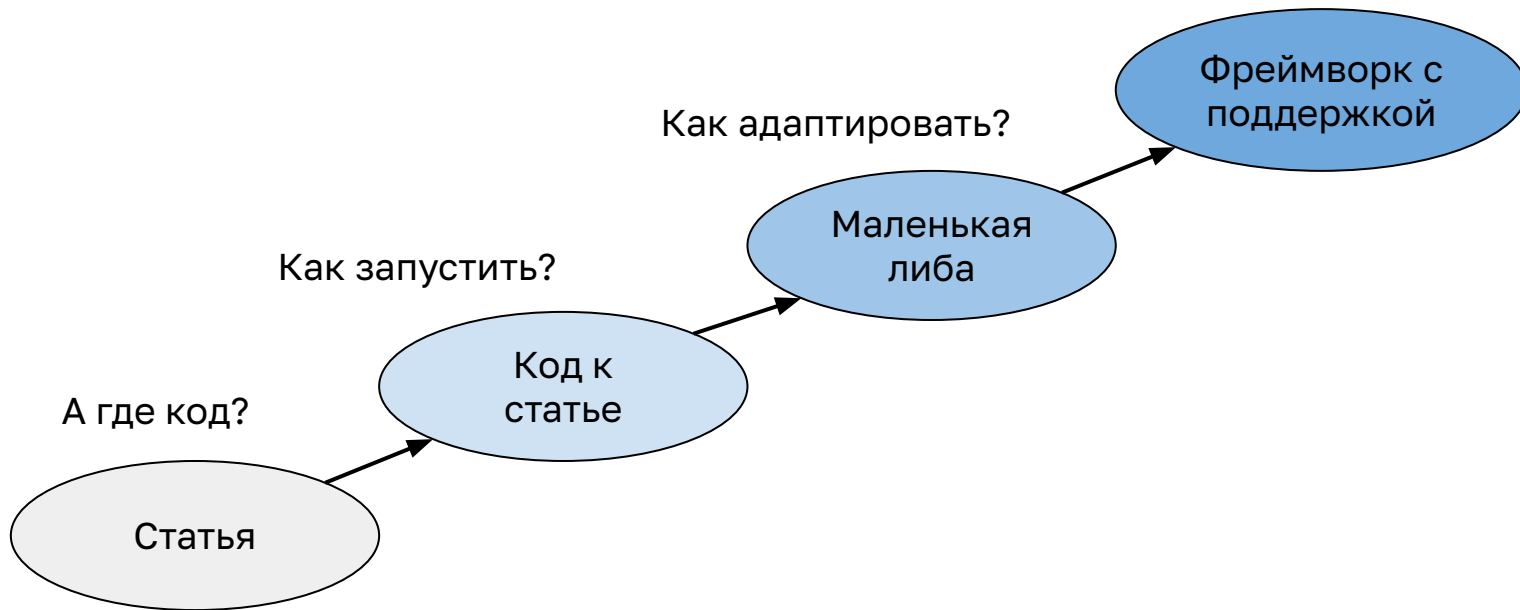 Фреймворк с
поддержкой
Как адаптировать?
Маленькая
либа
Как запустить?
Код к
статье
А где код?
Статья